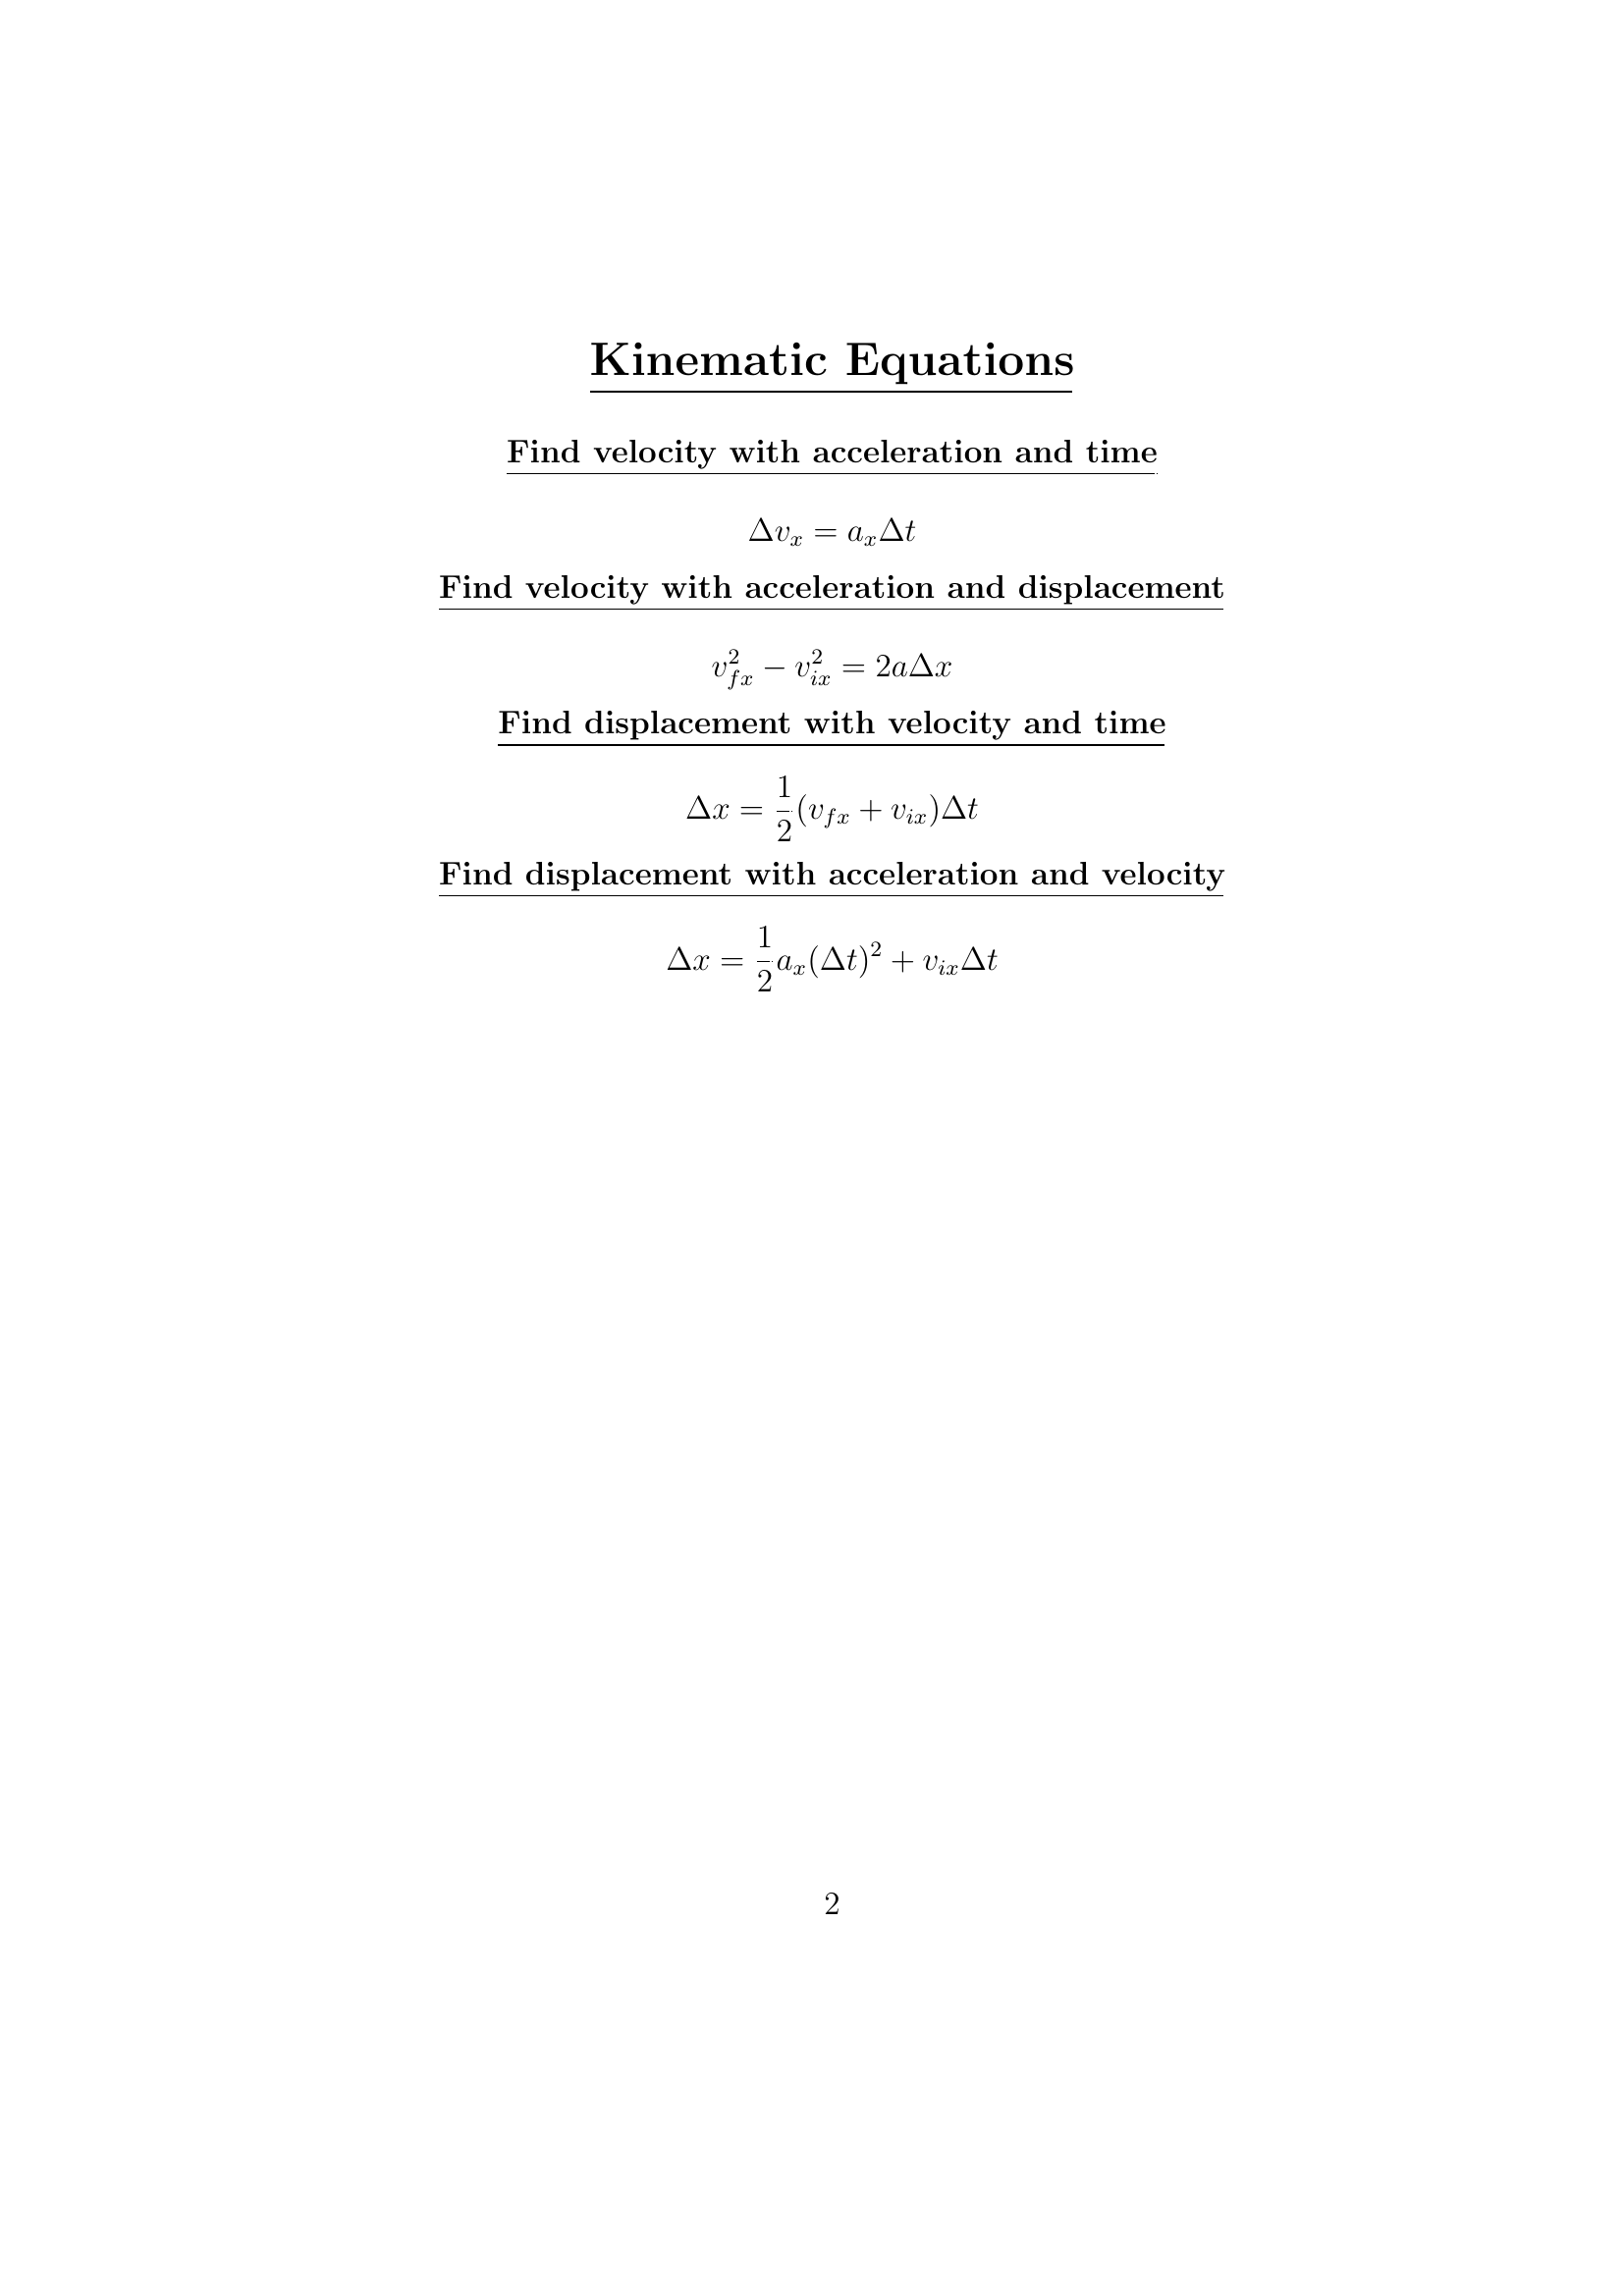 Kinematic Equations
Find velocity with acceleration and time
$\Delta v_x = a_x \Delta t$
Find velocity with acceleration and displacement
$v_{fx}^2 - v_{ix}^2 = 2a\Delta x$
Find displacement with velocity and time
$\Delta x = \frac{1}{2}(v_{fx} + v_{ix})\Delta t$
Find displacement with acceleration and velocity
$\Delta x = \frac{1}{2}a_x(\Delta t)^2 + v_{ix}\Delta t$
2